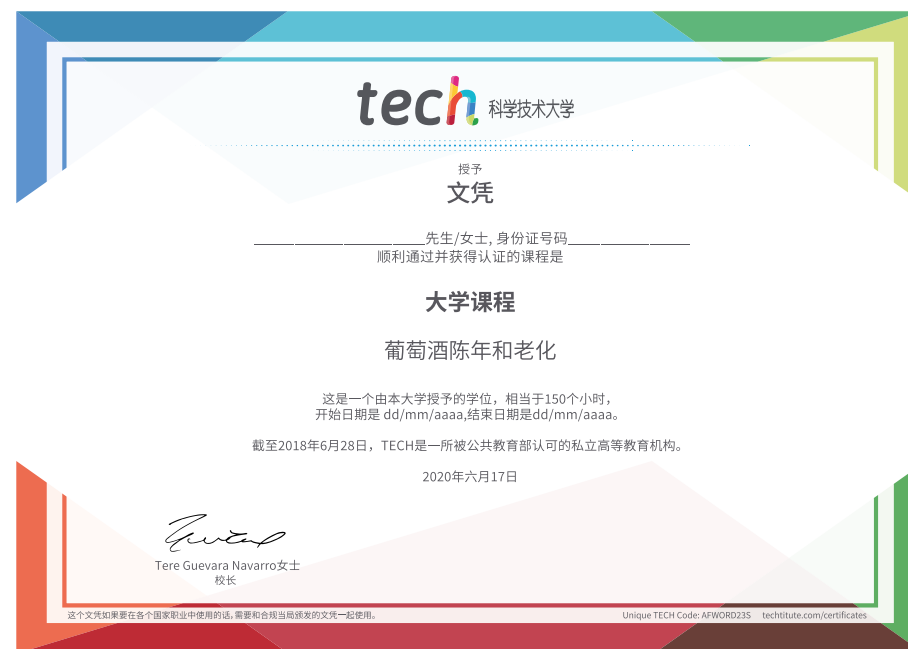 tech 科学技术大学
授予
文凭
先生/女士, 身份证号码
顺利通过并获得认证的课程是
大学课程
葡萄酒陈年和老化
这是一个由本大学授予的学位，相当于150个小时，
开始日期是 dd/mm/aaaa,结束日期是dd/mm/aaaa。
截至2018年6月28日，TECH是一所被公共教育部认可的私立高等教育机构。
2020年六月17日
Tere Guevara Navarro女士
校长
这个文凭如果要在各个国家职业中使用的话,需要和合规当局颁发的文凭一起使用。
Unique TECH Code: AFWORD23S techtitute.com/certificates